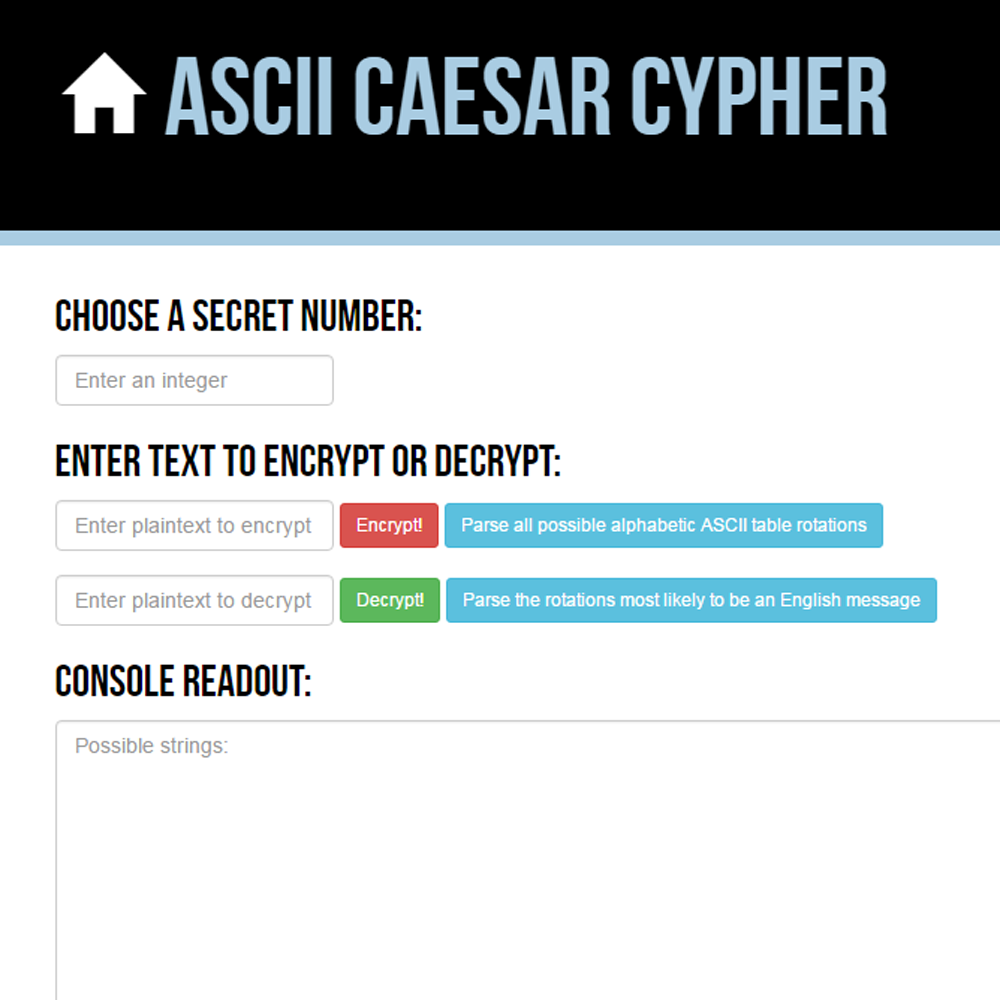 ASCII CAESAR CYPHER
CHOOSE A SECRET NUMBER:
Enter an integer
ENTER TEXT TO ENCRYPT OR DECRYPT:
Enter plaintext to encrypt Encrypt! Parse all possible alphabetic ASCII table rotations
Enter plaintext to decrypt Decrypt! Parse the rotations most likely to be an English message
CONSOLE READOUT:
Possible strings: